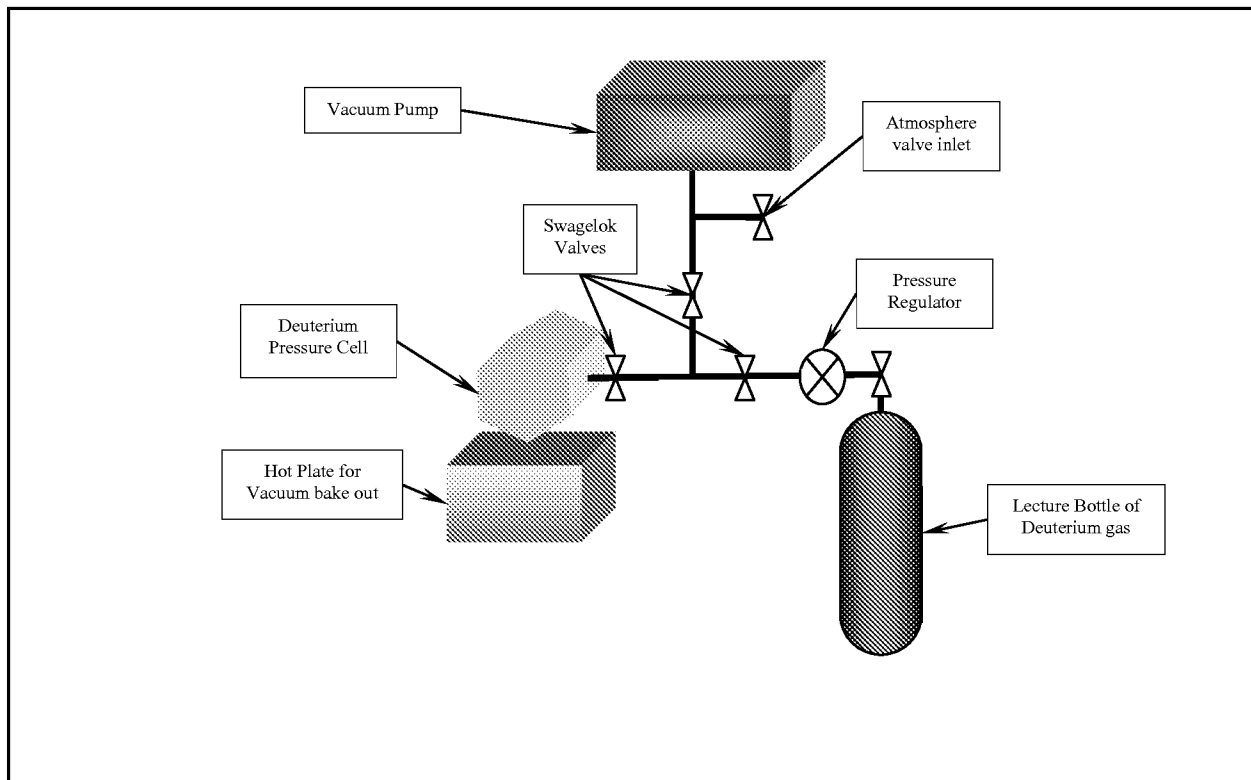 Vacuum Pump
Atmosphere
valve inlet
Swagelok
Valves
Pressure
Regulator
Deuterium
Pressure Cell
Hot Plate for
Vacuum bake out
Lecture Bottle of
Deuterium gas